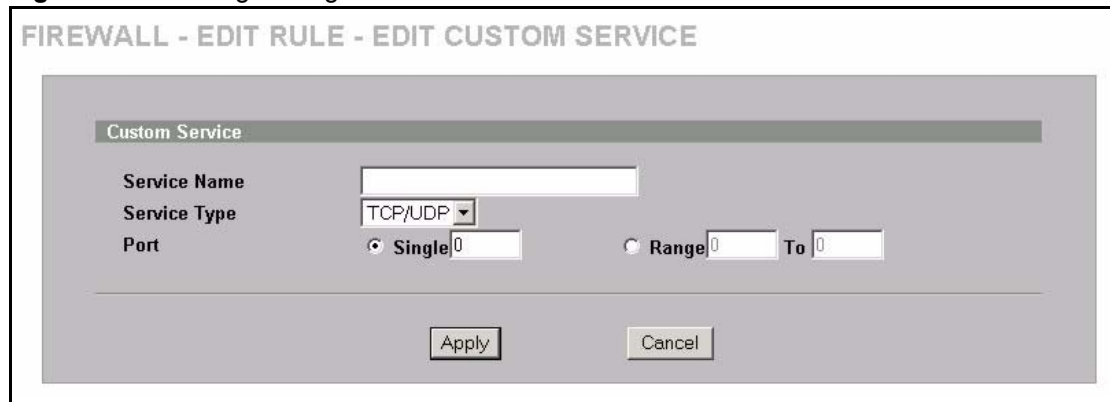 FIREWALL - EDIT RULE - EDIT CUSTOM SERVICE
Custom Service
Service Name
Service Type TCP/UDP
Port Single 0 Range 0 To 0
Apply Cancel